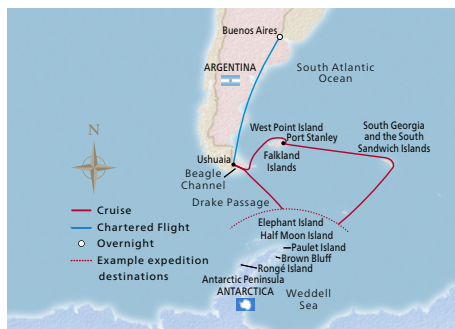 Buenos Aires
ARGENTINA
South Atlantic
Ocean
N
West Point Island
Port Stanley
South Georgia
and the South
Sandwich Islands
Falkland
Islands
Ushuaia
Beagle
Channel
Drake Passage
Cruise
Chartered Flight
Overnight
Example expedition
destinations
Elephant Island
Half Moon Island
Paulet Island
Brown Bluff
Rongé Island
Antarctic Peninsula
ANTARCTICA
Weddell
Sea